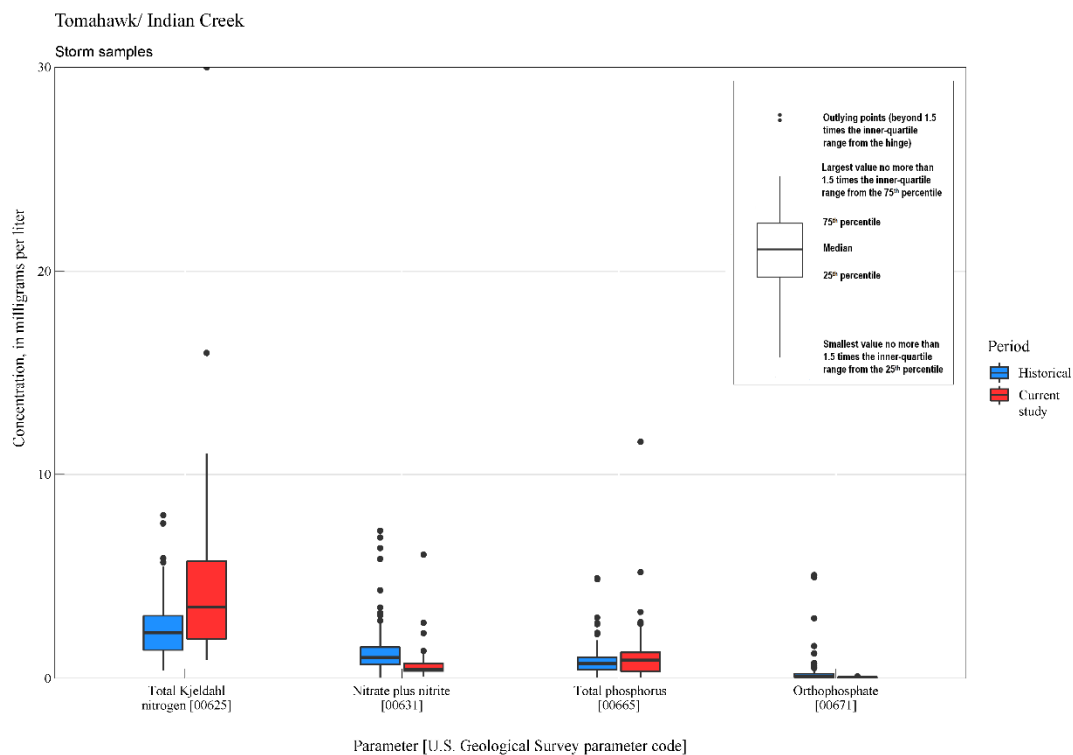 Tomahawk/ Indian Creek
Storm samples
30
20
10
0
Concentration, in milligrams per liter
Outlying points (beyond 1.5
times the inner-quartile
range from the hinge)
Largest value no more than
1.5 times the inner-quartile
range from the 75th percentile
75th percentile
Median
25th percentile
Smallest value no more than
1.5 times the inner-quartile
range from the 25th percentile
Period
Historical
Current
study
Total Kjeldahl
nitrogen [00625]
Nitrate plus nitrite
[00631]
Total phosphorus
[00665]
Orthophosphate
[00671]
Parameter [U.S. Geological Survey parameter code]